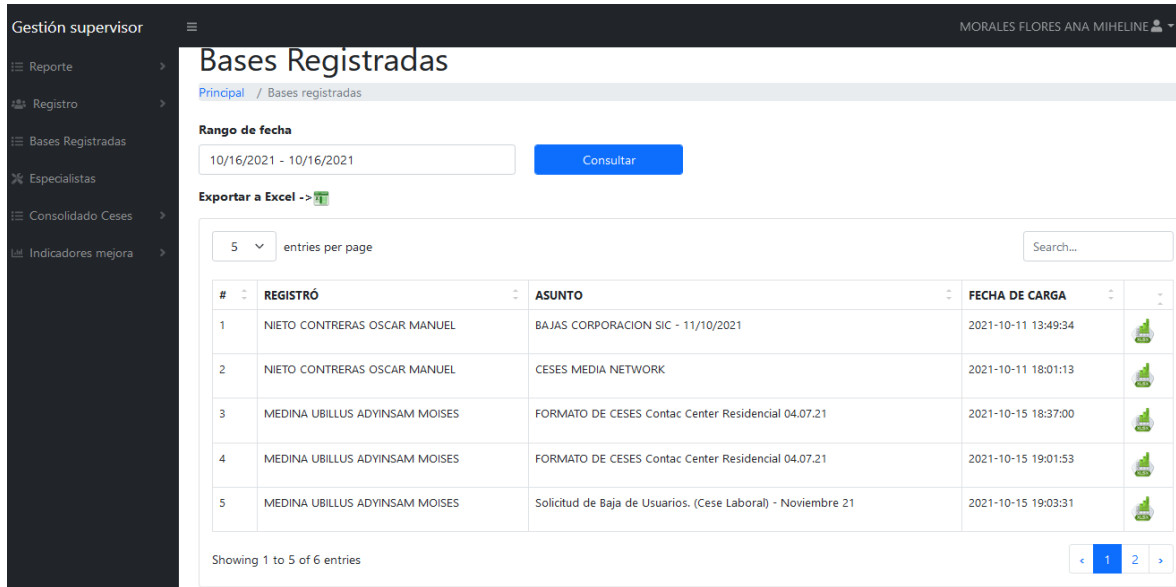 Gestión supervisor
MORALES FLORES ANA MIHELINE
Reporte
Registro
Bases Registradas
Especialistas
Consolidado Ceses
Indicadores mejora
Bases Registradas
Principal / Bases registradas
Rango de fecha
10/16/2021 - 10/16/2021
Consultar
Exportar a Excel ->
5 entries per page
Search...
# REGISTRÓ ASUNTO FECHA DE CARGA
1 NIETO CONTRERAS OSCAR MANUEL BAJAS CORPORACION SIC - 11/10/2021 2021-10-11 13:49:34
2 NIETO CONTRERAS OSCAR MANUEL CESES MEDIA NETWORK 2021-10-11 18:01:13
3 MEDINA UBILLUS ADYINSAM MOISES FORMATO DE CESES Contac Center Residencial 04.07.21 2021-10-15 18:37:00
4 MEDINA UBILLUS ADYINSAM MOISES FORMATO DE CESES Contac Center Residencial 04.07.21 2021-10-15 19:01:53
5 MEDINA UBILLUS ADYINSAM MOISES Solicitud de Baja de Usuarios. (Cese Laboral) - Noviembre 21 2021-10-15 19:03:31
Showing 1 to 5 of 6 entries
‹ 1 2 ›